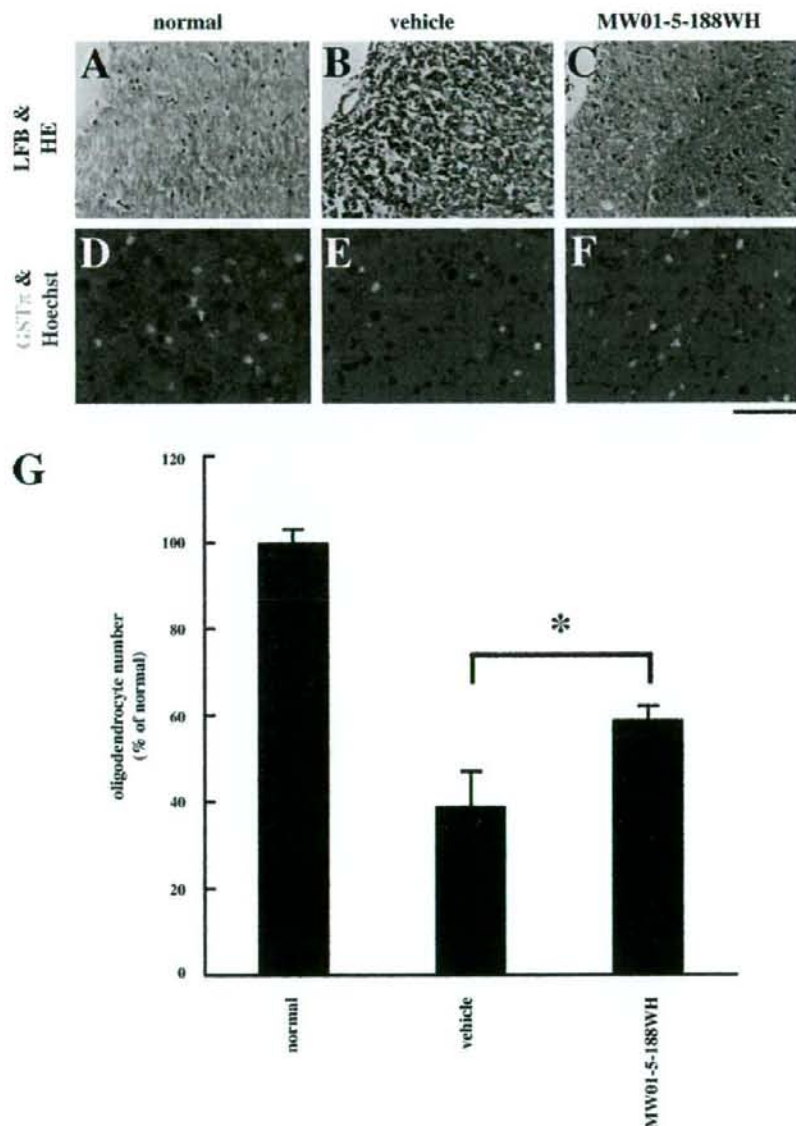 normal vehicle MW01-5-188WH
A B C
LFB &
HE
D E F
GSTπ &
Hoechst
G
120
100
80
60
40
20
0
oligodendrocyte number
(% of normal)
*
normal
vehicle
MW01-5-188WH